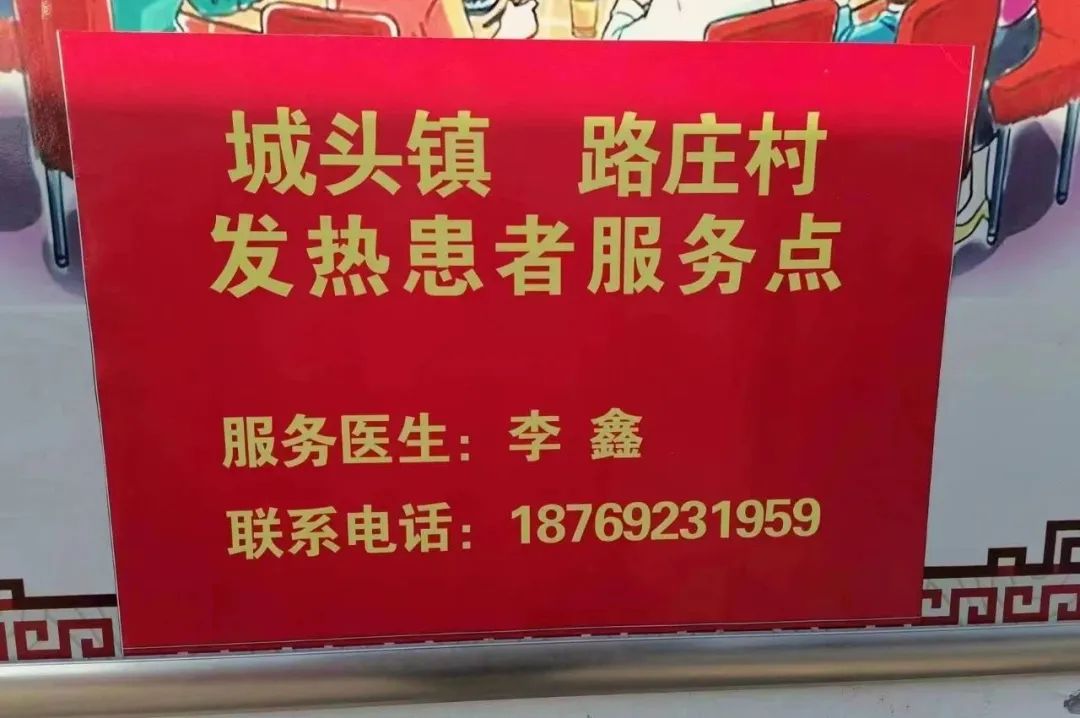 城头镇 路庄村
发热患者服务点
服务医生：李 鑫
联系电话：18769231959